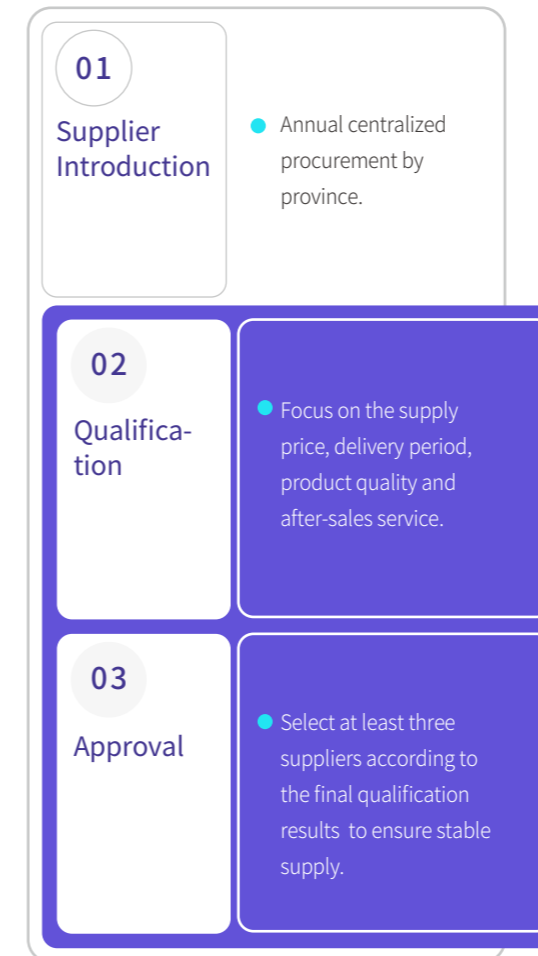 01
Supplier
Introduction
Annual centralized
procurement by
province.
02
Qualifica-
tion
Focus on the supply
price, delivery period,
product quality and
after-sales service.
03
Approval
Select at least three
suppliers according to
the final qualification
results  to ensure stable
supply.